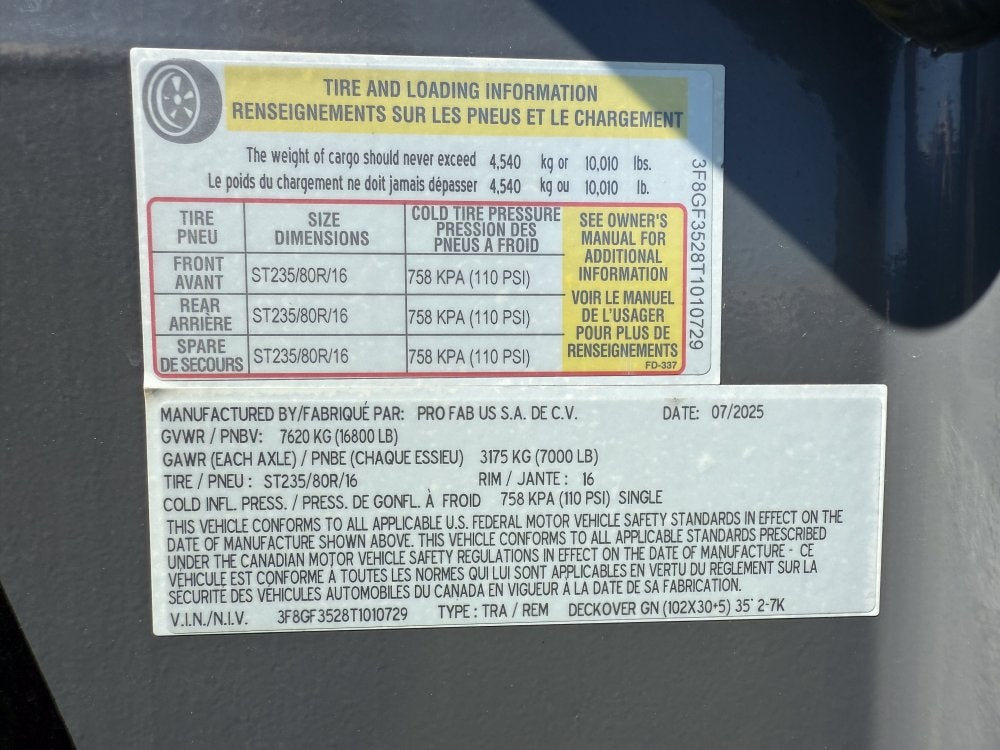 TIRE AND LOADING INFORMATION
RENSEIGNEMENTS SUR LES PNEUS ET LE CHARGEMENT
The weight of cargo should never exceed 4,540 kg or 10,010 lbs.
Le poids du chargement ne doit jamais dépasser 4,540 kg ou 10,010 lb.
TIRE PNEU SIZE DIMENSIONS COLD TIRE PRESSURE PRESSION DES PNEUS A FROID
FRONT AVANT ST235/80R/16 758 KPA (110 PSI)
REAR ARRIÈRE ST235/80R/16 758 KPA (110 PSI)
SPARE DE SECOURS ST235/80R/16 758 KPA (110 PSI)
SEE OWNER'S
MANUAL FOR
ADDITIONAL
INFORMATION
VOIR LE MANUEL
DE L'USAGER
POUR PLUS DE
RENSEIGNEMENTS
FD-337
3F8GF3528T1010729
MANUFACTURED BY/FABRIQUÉ PAR: PRO FAB US S.A. DE C.V. DATE: 07/2025
GVWR / PNBV: 7620 KG (16800 LB)
GAWR (EACH AXLE) / PNBE (CHAQUE ESSIEU) 3175 KG (7000 LB)
TIRE / PNEU : ST235/80R/16 RIM / JANTE : 16
COLD INFL. PRESS. / PRESS. DE GONFL. À FROID 758 KPA (110 PSI) SINGLE
THIS VEHICLE CONFORMS TO ALL APPLICABLE U.S. FEDERAL MOTOR VEHICLE SAFETY STANDARDS IN EFFECT ON THE
DATE OF MANUFACTURE SHOWN ABOVE. THIS VEHICLE CONFORMS TO ALL APPLICABLE STANDARDS PRESCRIBED
UNDER THE CANADIAN MOTOR VEHICLE SAFETY REGULATIONS IN EFFECT ON THE DATE OF MANUFACTURE - CE
VÉHICULE EST CONFORME À TOUTES LES NORMES QUI LUI SONT APPLICABLES EN VERTU DU RÈGLEMENT SUR LA
SÉCURITÉ DES VÉHICULES AUTOMOBILES DU CANADA EN VIGUEUR À LA DATE DE SA FABRICATION.
V.I.N./N.I.V. 3F8GF3528T1010729 TYPE : TRA / REM DECKOVER GN (102X30+5) 35' 2-7K